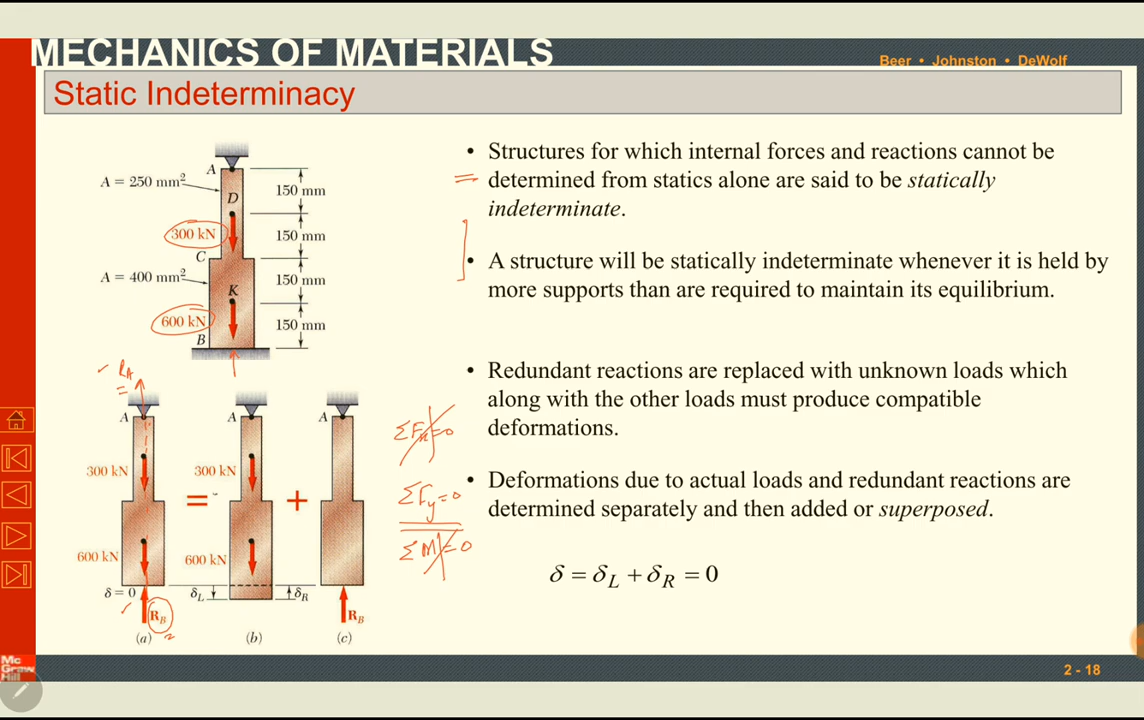 MECHANICS OF MATERIALS
Beer • Johnston • DeWolf
Static Indeterminacy
A
A = 250 mm²
D
150 mm
300 kN
150 mm
C
A = 400 mm²
150 mm
K
600 kN
150 mm
B
• Structures for which internal forces and reactions cannot be
determined from statics alone are said to be statically
indeterminate.
• A structure will be statically indeterminate whenever it is held by
more supports than are required to maintain its equilibrium.
• Redundant reactions are replaced with unknown loads which
along with the other loads must produce compatible
deformations.
• Deformations due to actual loads and redundant reactions are
determined separately and then added or superposed.
δ = δL + δR = 0
RA
A
300 kN
600 kN
δ = 0
RB
(a)
=
A
300 kN
600 kN
δL
δR
(b)
+
A
RB
(c)
ΣFx=0
ΣFy=0
ΣM=0
Mc
Graw
Hill
2 - 18